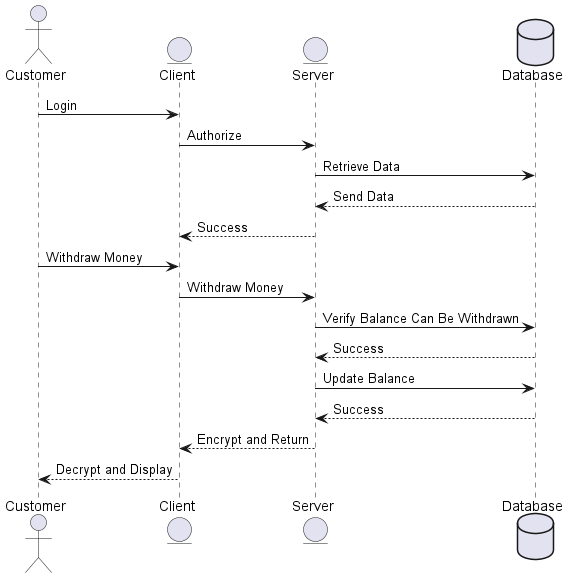 Customer
Client
Server
Database
Login
Authorize
Retrieve Data
Send Data
Success
Withdraw Money
Withdraw Money
Verify Balance Can Be Withdrawn
Success
Update Balance
Success
Encrypt and Return
Decrypt and Display
Customer
Client
Server
Database